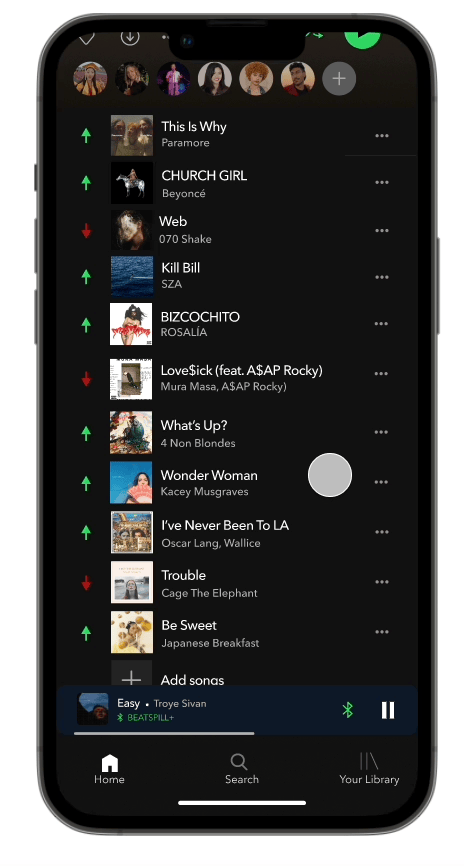 This Is Why
Paramore
CHURCH GIRL
Beyoncé
Web
070 Shake
Kill Bill
SZA
BIZCOCHITO
ROSALÍA
Love$ick (feat. A$AP Rocky)
Mura Masa, A$AP Rocky)
What's Up?
4 Non Blondes
Wonder Woman
Kacey Musgraves
I've Never Been To LA
Oscar Lang, Wallice
Trouble
Cage The Elephant
Be Sweet
Japanese Breakfast
Add songs
Easy • Troye Sivan
BEATSPILL+
Home
Search
Your Library